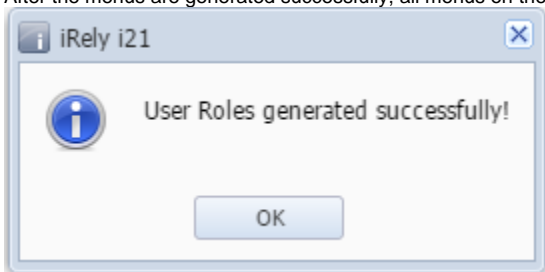 After the menus are generated successfully, all menus on the
iRely i21
User Roles generated successfully!
OK